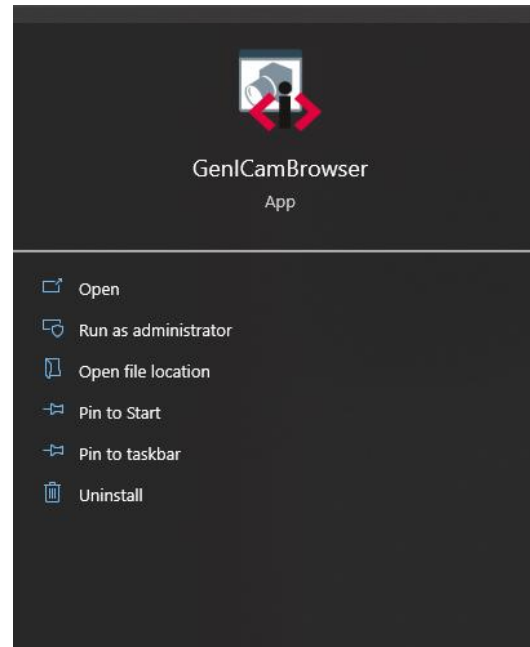 GenICamBrowser
App
Open
Run as administrator
Open file location
Pin to Start
Pin to taskbar
Uninstall